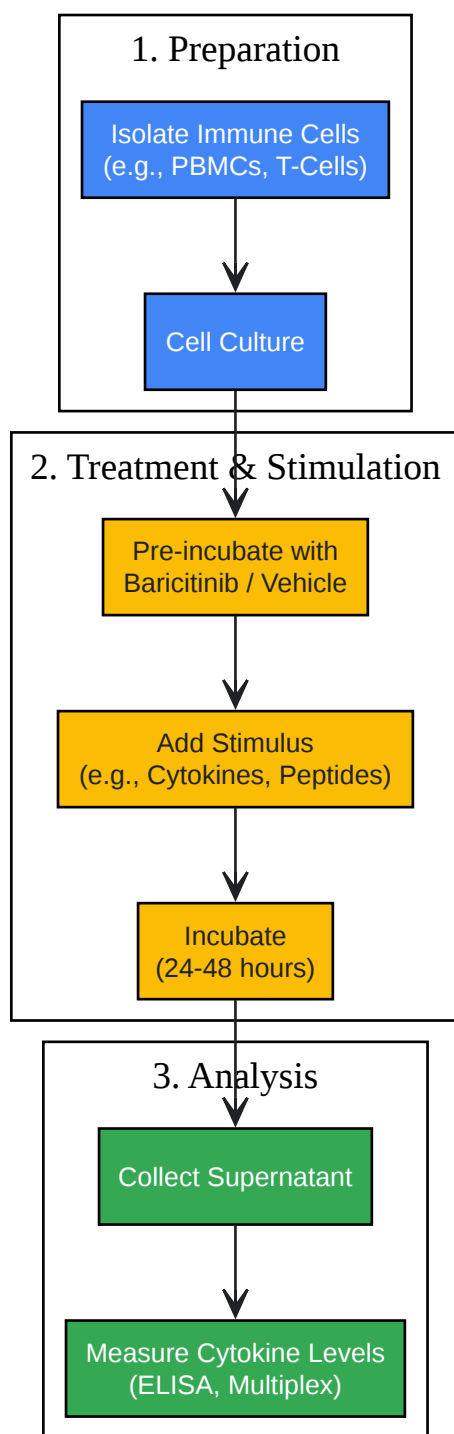 1. Preparation
Isolate Immune Cells
(e.g., PBMCs, T-Cells)
Cell Culture
2. Treatment & Stimulation
Pre-incubate with
Baricitinib / Vehicle
Add Stimulus
(e.g., Cytokines, Peptides)
Incubate
(24-48 hours)
3. Analysis
Collect Supernatant
Measure Cytokine Levels
(ELISA, Multiplex)